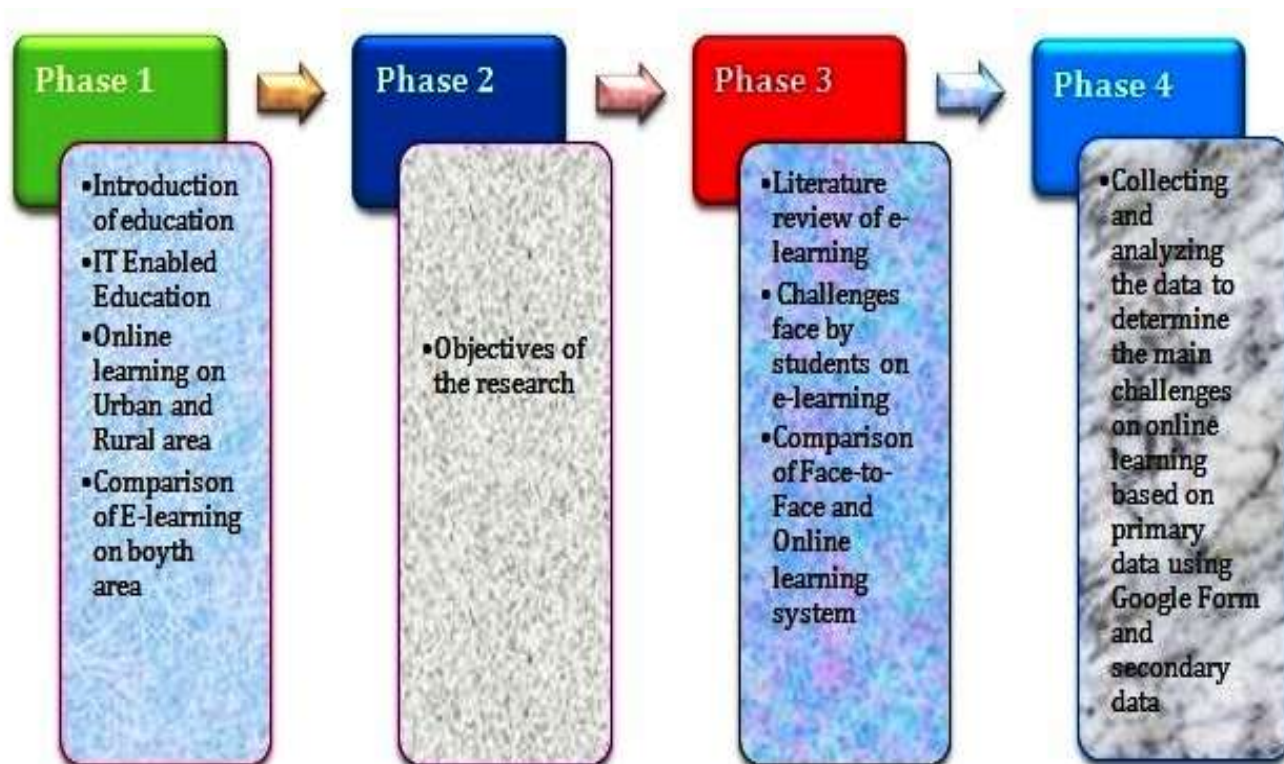 Phase 1
•Introduction
of education
•IT Enabled
Education
•Online
learning on
Urban and
Rural area
•Comparison
of E-learning
on boyth
area
Phase 2
•Objectives of
the research
Phase 3
•Literature
review of e-
learning
• Challenges
face by
students on
e-learning
•Comparison
of Face-to-
Face and
Online
learning
system
Phase 4
•Collecting
and
analyzing
the data to
determine
the main
challenges
on online
learning
based on
primary
data using
Google Form
and
secondary
data